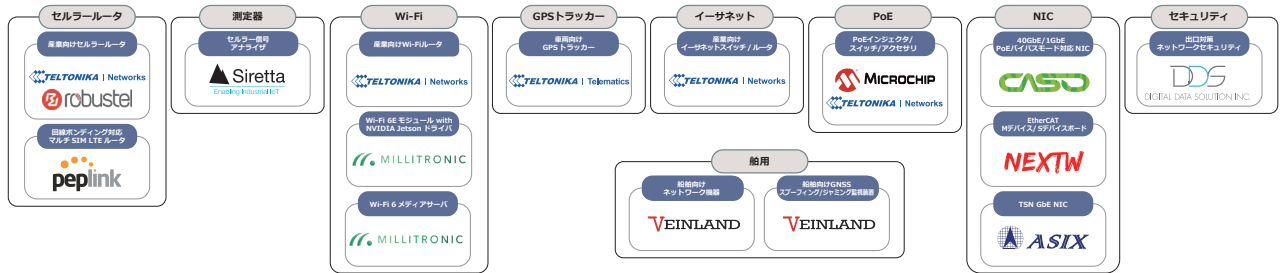 セルラールータ
産業向けセルラールータ
TELTONIKA | Networks
robustel
回線ボンディング対応
マルチ SIM LTE ルータ
peplink
測定器
セルラー信号
アナライザ
Siretta
Enabling Industrial IoT
Wi-Fi
産業向けWi-Fiルータ
TELTONIKA | Networks
Wi-Fi 6E モジュール with
NVIDIA Jetson ドライバ
MILLITRONIC
Wi-Fi 6 メディアサーバ
MILLITRONIC
GPSトラッカー
車両向け
GPS トラッカー
TELTONIKA | Telematics
イーサネット
産業向け
イーサネットスイッチ / ルータ
TELTONIKA | Networks
PoE
PoEインジェクタ/
スイッチ/アクセサリ
MICROCHIP
TELTONIKA | Networks
舶用
船舶向け
ネットワーク機器
VEINLAND
船舶向けGNSS
スプーフィング/ジャミング監視装置
VEINLAND
NIC
40GbE/1GbE
PoE/バイパスモード対応 NIC
CASO
EtherCAT
Mデバイス/ Sデバイスボード
NEXTW
TSN GbE NIC
ASIX
セキュリティ
出口対策
ネットワークセキュリティ
DDS
DIGITAL DATA SOLUTION INC.